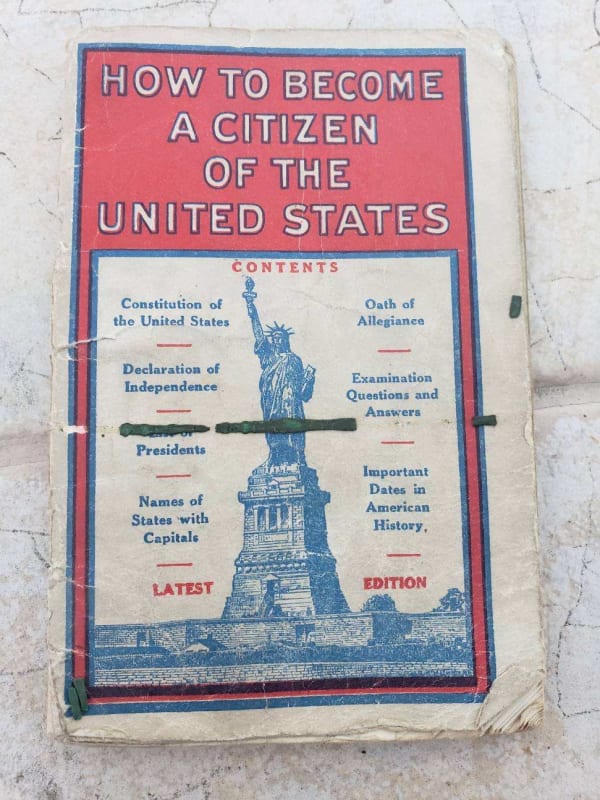 HOW TO BECOME
A CITIZEN
OF THE
UNITED STATES
CONTENTS
Constitution of
the United States
Declaration of
Independence
of
Presidents
Names of
States with
Capitals
Oath of
Allegiance
Examination
Questions and
Answers
Important
Dates in
American
History,
LATEST EDITION